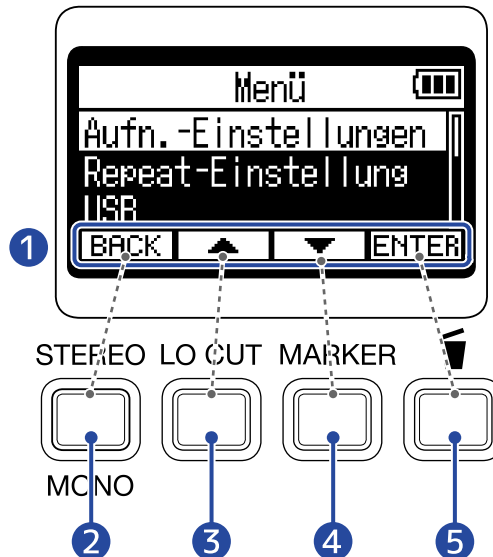 Menü
Aufn.-Einstellungen
Repeat-Einstellung
USB
1
BACK ENTER
STEREO LO CUT MARKER
MONO
2 3 4 5